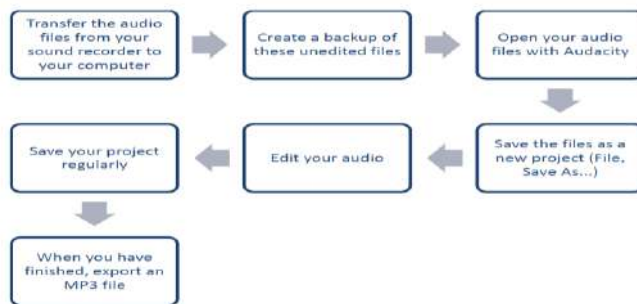 Transfer the audio
files from your
sound recorder to
your computer
Create a backup of
these unedited files
Open your audio
files with Audacity
Save the files as a
new project (File,
Save As...)
Edit your audio
Save your project
regularly
When you have
finished, export an
MP3 file